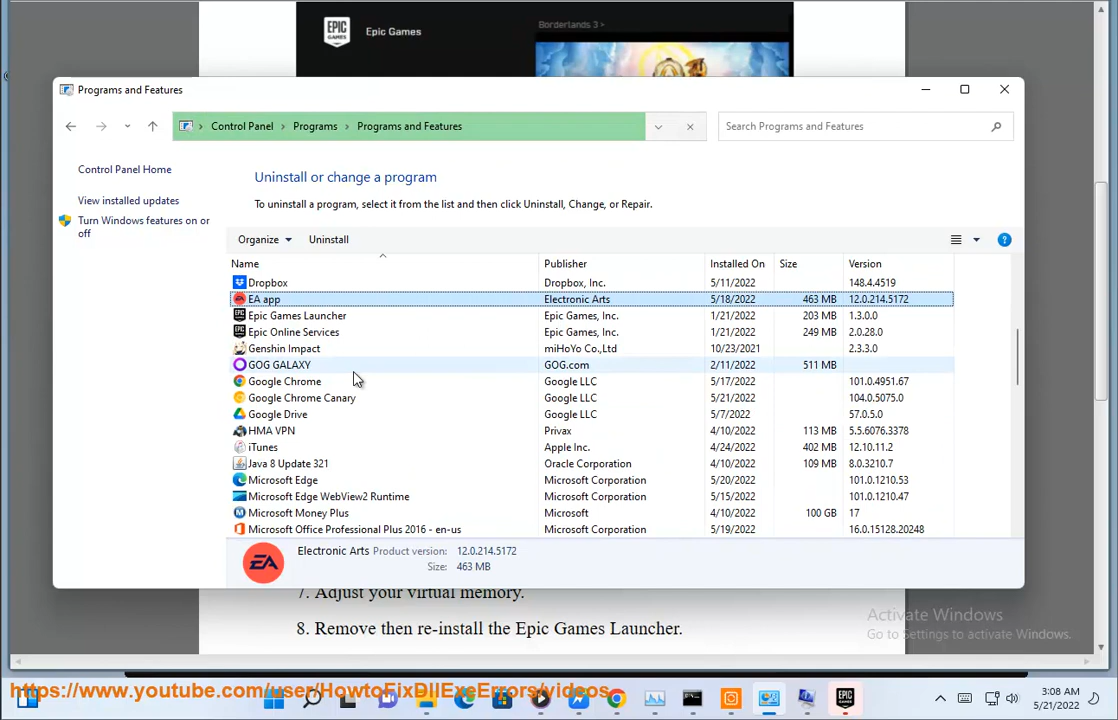 EPIC
GAMES
Epic Games
Borderlands 3 >
Programs and Features
Control Panel > Programs > Programs and Features
Search Programs and Features
Control Panel Home
View installed updates
Turn Windows features on or
off
Uninstall or change a program
To uninstall a program, select it from the list and then click Uninstall, Change, or Repair.
Organize Uninstall
Name Publisher Installed On Size Version
Dropbox Dropbox, Inc. 5/11/2022 148.4.4519
EA app Electronic Arts 5/18/2022 463 MB 12.0.214.5172
Epic Games Launcher Epic Games, Inc. 1/21/2022 203 MB 1.3.0.0
Epic Online Services Epic Games, Inc. 1/21/2022 249 MB 2.0.28.0
Genshin Impact miHoYo Co.,Ltd 10/23/2021 2.3.3.0
GOG GALAXY GOG.com 2/11/2022 511 MB
Google Chrome Google LLC 5/17/2022 101.0.4951.67
Google Chrome Canary Google LLC 5/21/2022 104.0.5075.0
Google Drive Google LLC 5/7/2022 57.0.5.0
HMA VPN Privax 4/10/2022 113 MB 5.5.6076.3378
iTunes Apple Inc. 4/24/2022 402 MB 12.10.11.2
Java 8 Update 321 Oracle Corporation 4/10/2022 109 MB 8.0.3210.7
Microsoft Edge Microsoft Corporation 5/20/2022 101.0.1210.53
Microsoft Edge WebView2 Runtime Microsoft Corporation 5/15/2022 101.0.1210.47
Microsoft Money Plus Microsoft 4/10/2022 100 GB 17
Microsoft Office Professional Plus 2016 - en-us Microsoft Corporation 5/19/2022 16.0.15128.20248
EA
Electronic Arts Product version: 12.0.214.5172
Size: 463 MB
7. Adjust your virtual memory.
8. Remove then re-install the Epic Games Launcher.
Activate Windows
Go to Settings to activate Windows.
https://www.youtube.com/user/HowtoFixDllExeErrors/videos
3:08 AM
5/21/2022